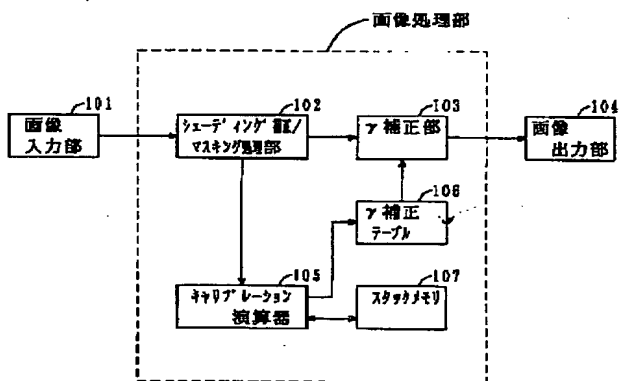 画像処理部
101
画像
入力部
102
シェーディング補正/
マスキング処理部
103
γ補正部
104
画像
出力部
106
γ補正
テーブル
105
キャリブレーション
演算器
107
スタックメモリ